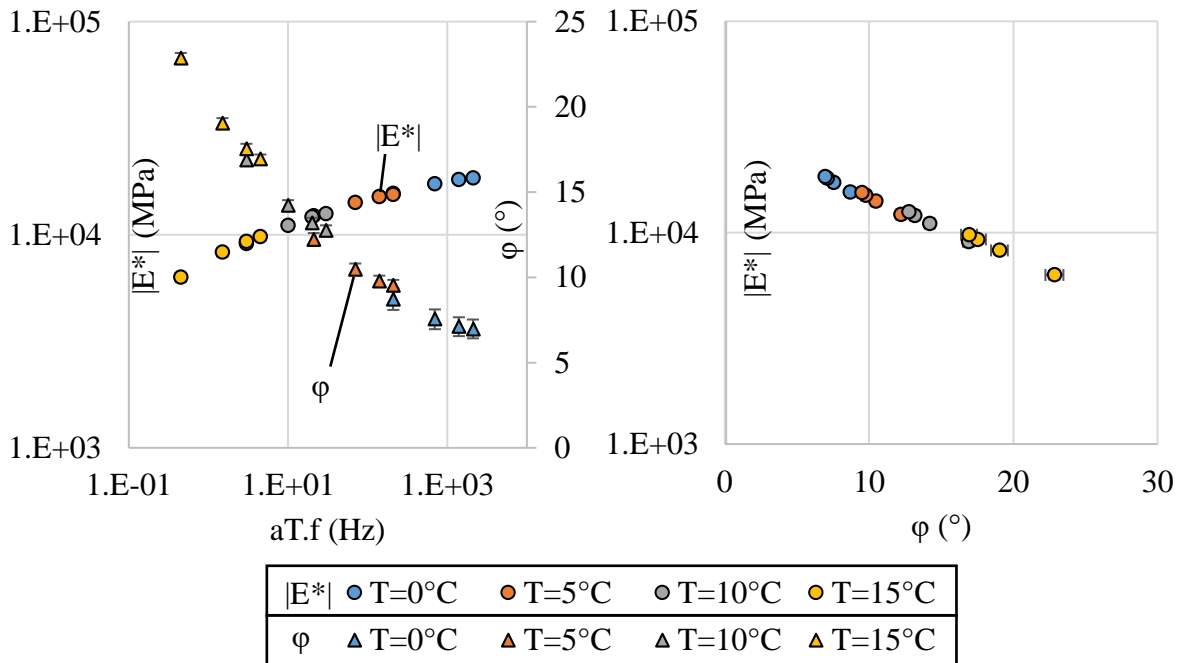 1.E+05
1.E+04
1.E+03
|E*| (MPa)
|E*|
φ
25
20
15
10
5
0
φ (°)
1.E-01
1.E+01
1.E+03
aT.f (Hz)
1.E+05
1.E+04
1.E+03
|E*| (MPa)
0
10
20
30
φ (°)
|E*| T=0°C T=5°C T=10°C T=15°C
φ T=0°C T=5°C T=10°C T=15°C